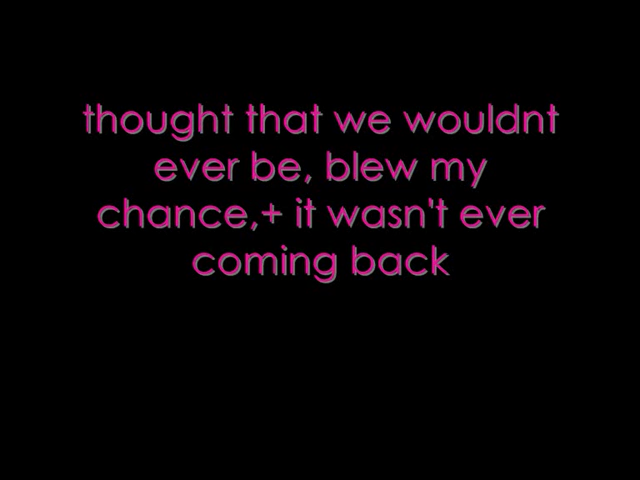 thought that we wouldnt
ever be, blew my
chance,+ it wasn't ever
coming back